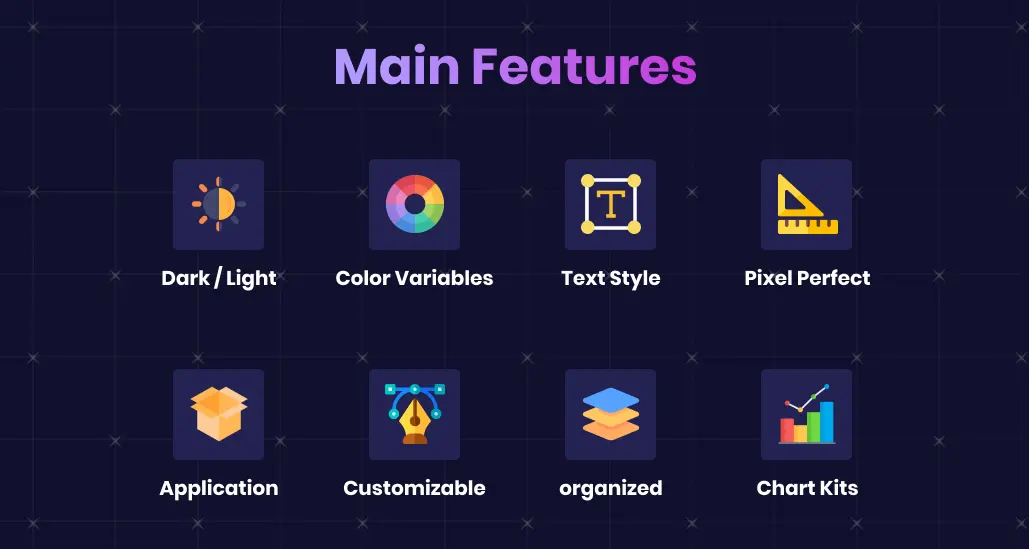 Main Features
Dark / Light
Color Variables
T
Text Style
Pixel Perfect
Application
Customizable
organized
Chart Kits